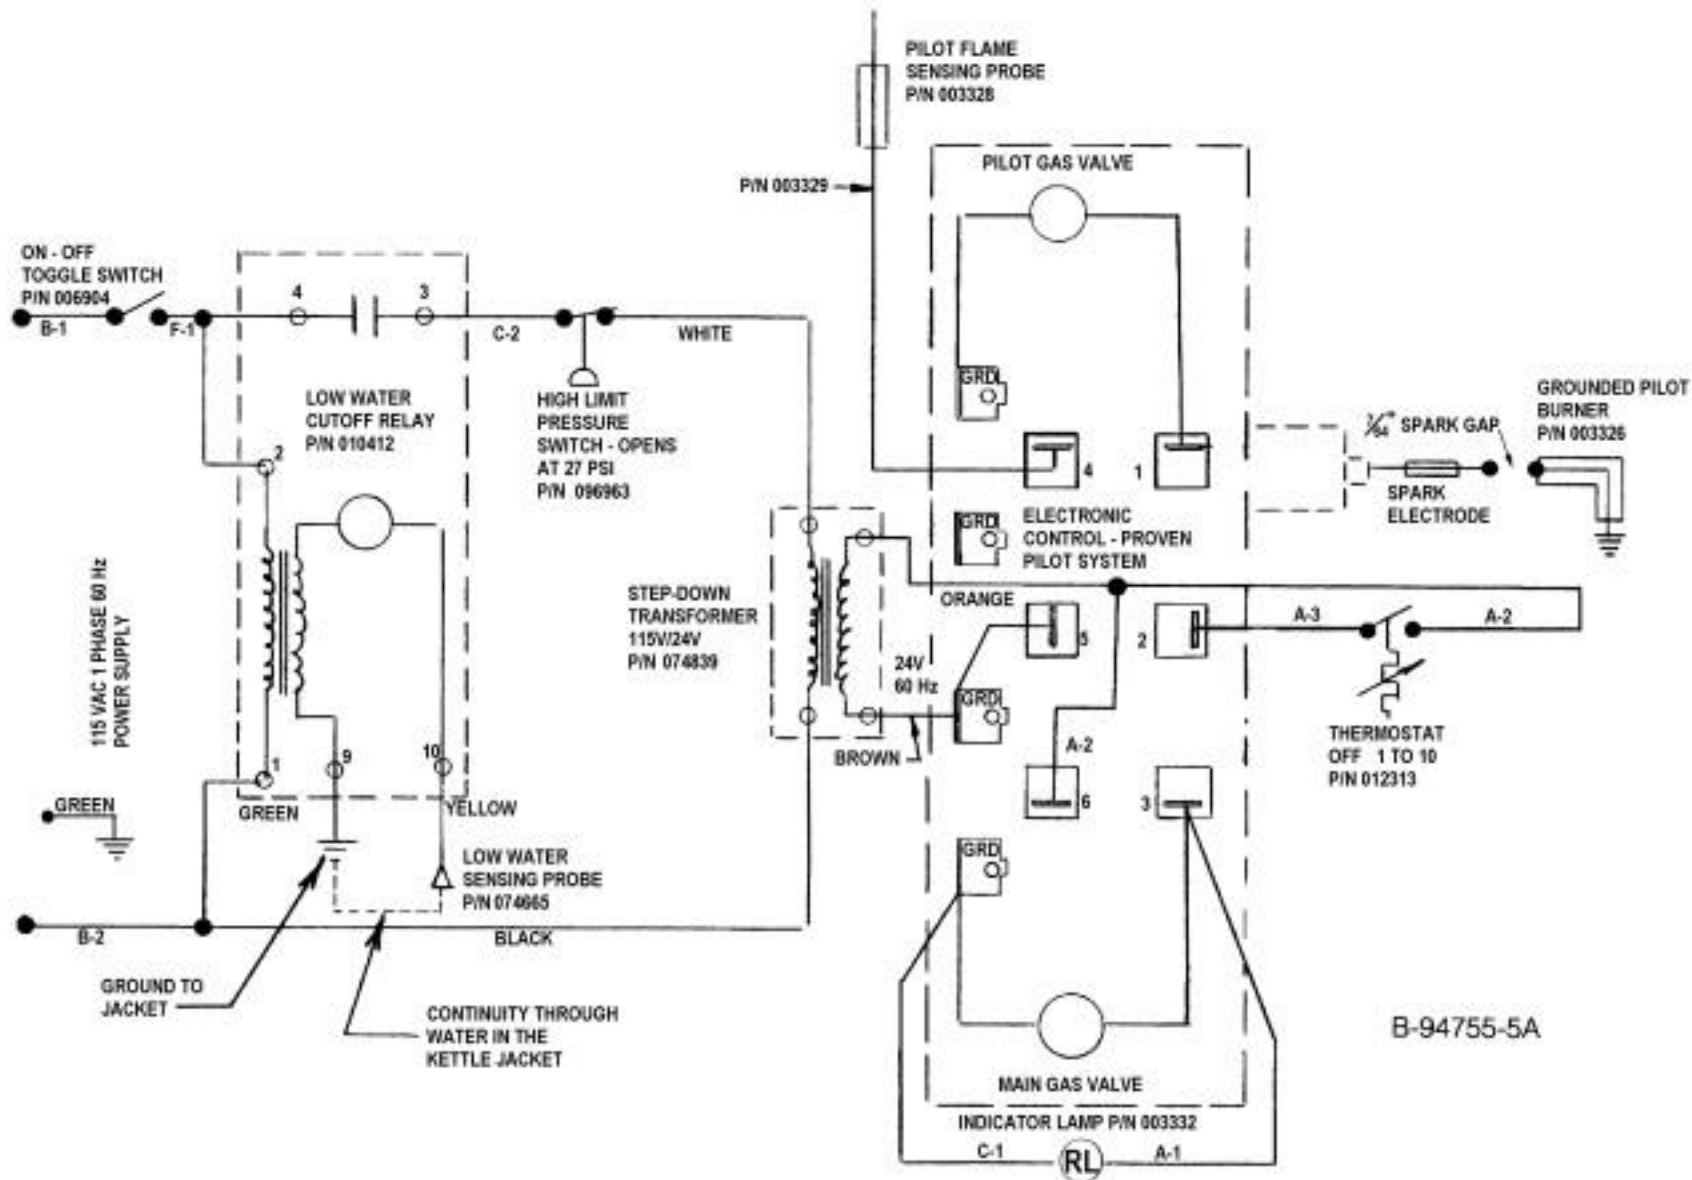 PILOT FLAME
SENSING PROBE
P/N 003328
P/N 003329
PILOT GAS VALVE
ON - OFF
TOGGLE SWITCH
P/N 006904
B-1
F-1
4
3
C-2
WHITE
LOW WATER
CUTOFF RELAY
P/N 010412
HIGH LIMIT
PRESSURE
SWITCH - OPENS
AT 27 PSI
P/N 096963
2
GRD
4
1
SPARK GAP
GROUNDED PILOT
BURNER
P/N 003326
SPARK
ELECTRODE
GRD
ELECTRONIC
CONTROL - PROVEN
PILOT SYSTEM
115 VAC 1 PHASE 60 Hz
POWER SUPPLY
STEP-DOWN
TRANSFORMER
115V/24V
P/N 074839
ORANGE
5
2
A-3
A-2
24V
60 Hz
GRD
BROWN
A-2
THERMOSTAT
OFF 1 TO 10
P/N 012313
1
9
10
GREEN
GREEN
YELLOW
6
3
LOW WATER
SENSING PROBE
P/N 074665
GRD
B-2
BLACK
GROUND TO
JACKET
CONTINUITY THROUGH
WATER IN THE
KETTLE JACKET
B-94755-5A
MAIN GAS VALVE
INDICATOR LAMP P/N 003332
C-1
RL
A-1